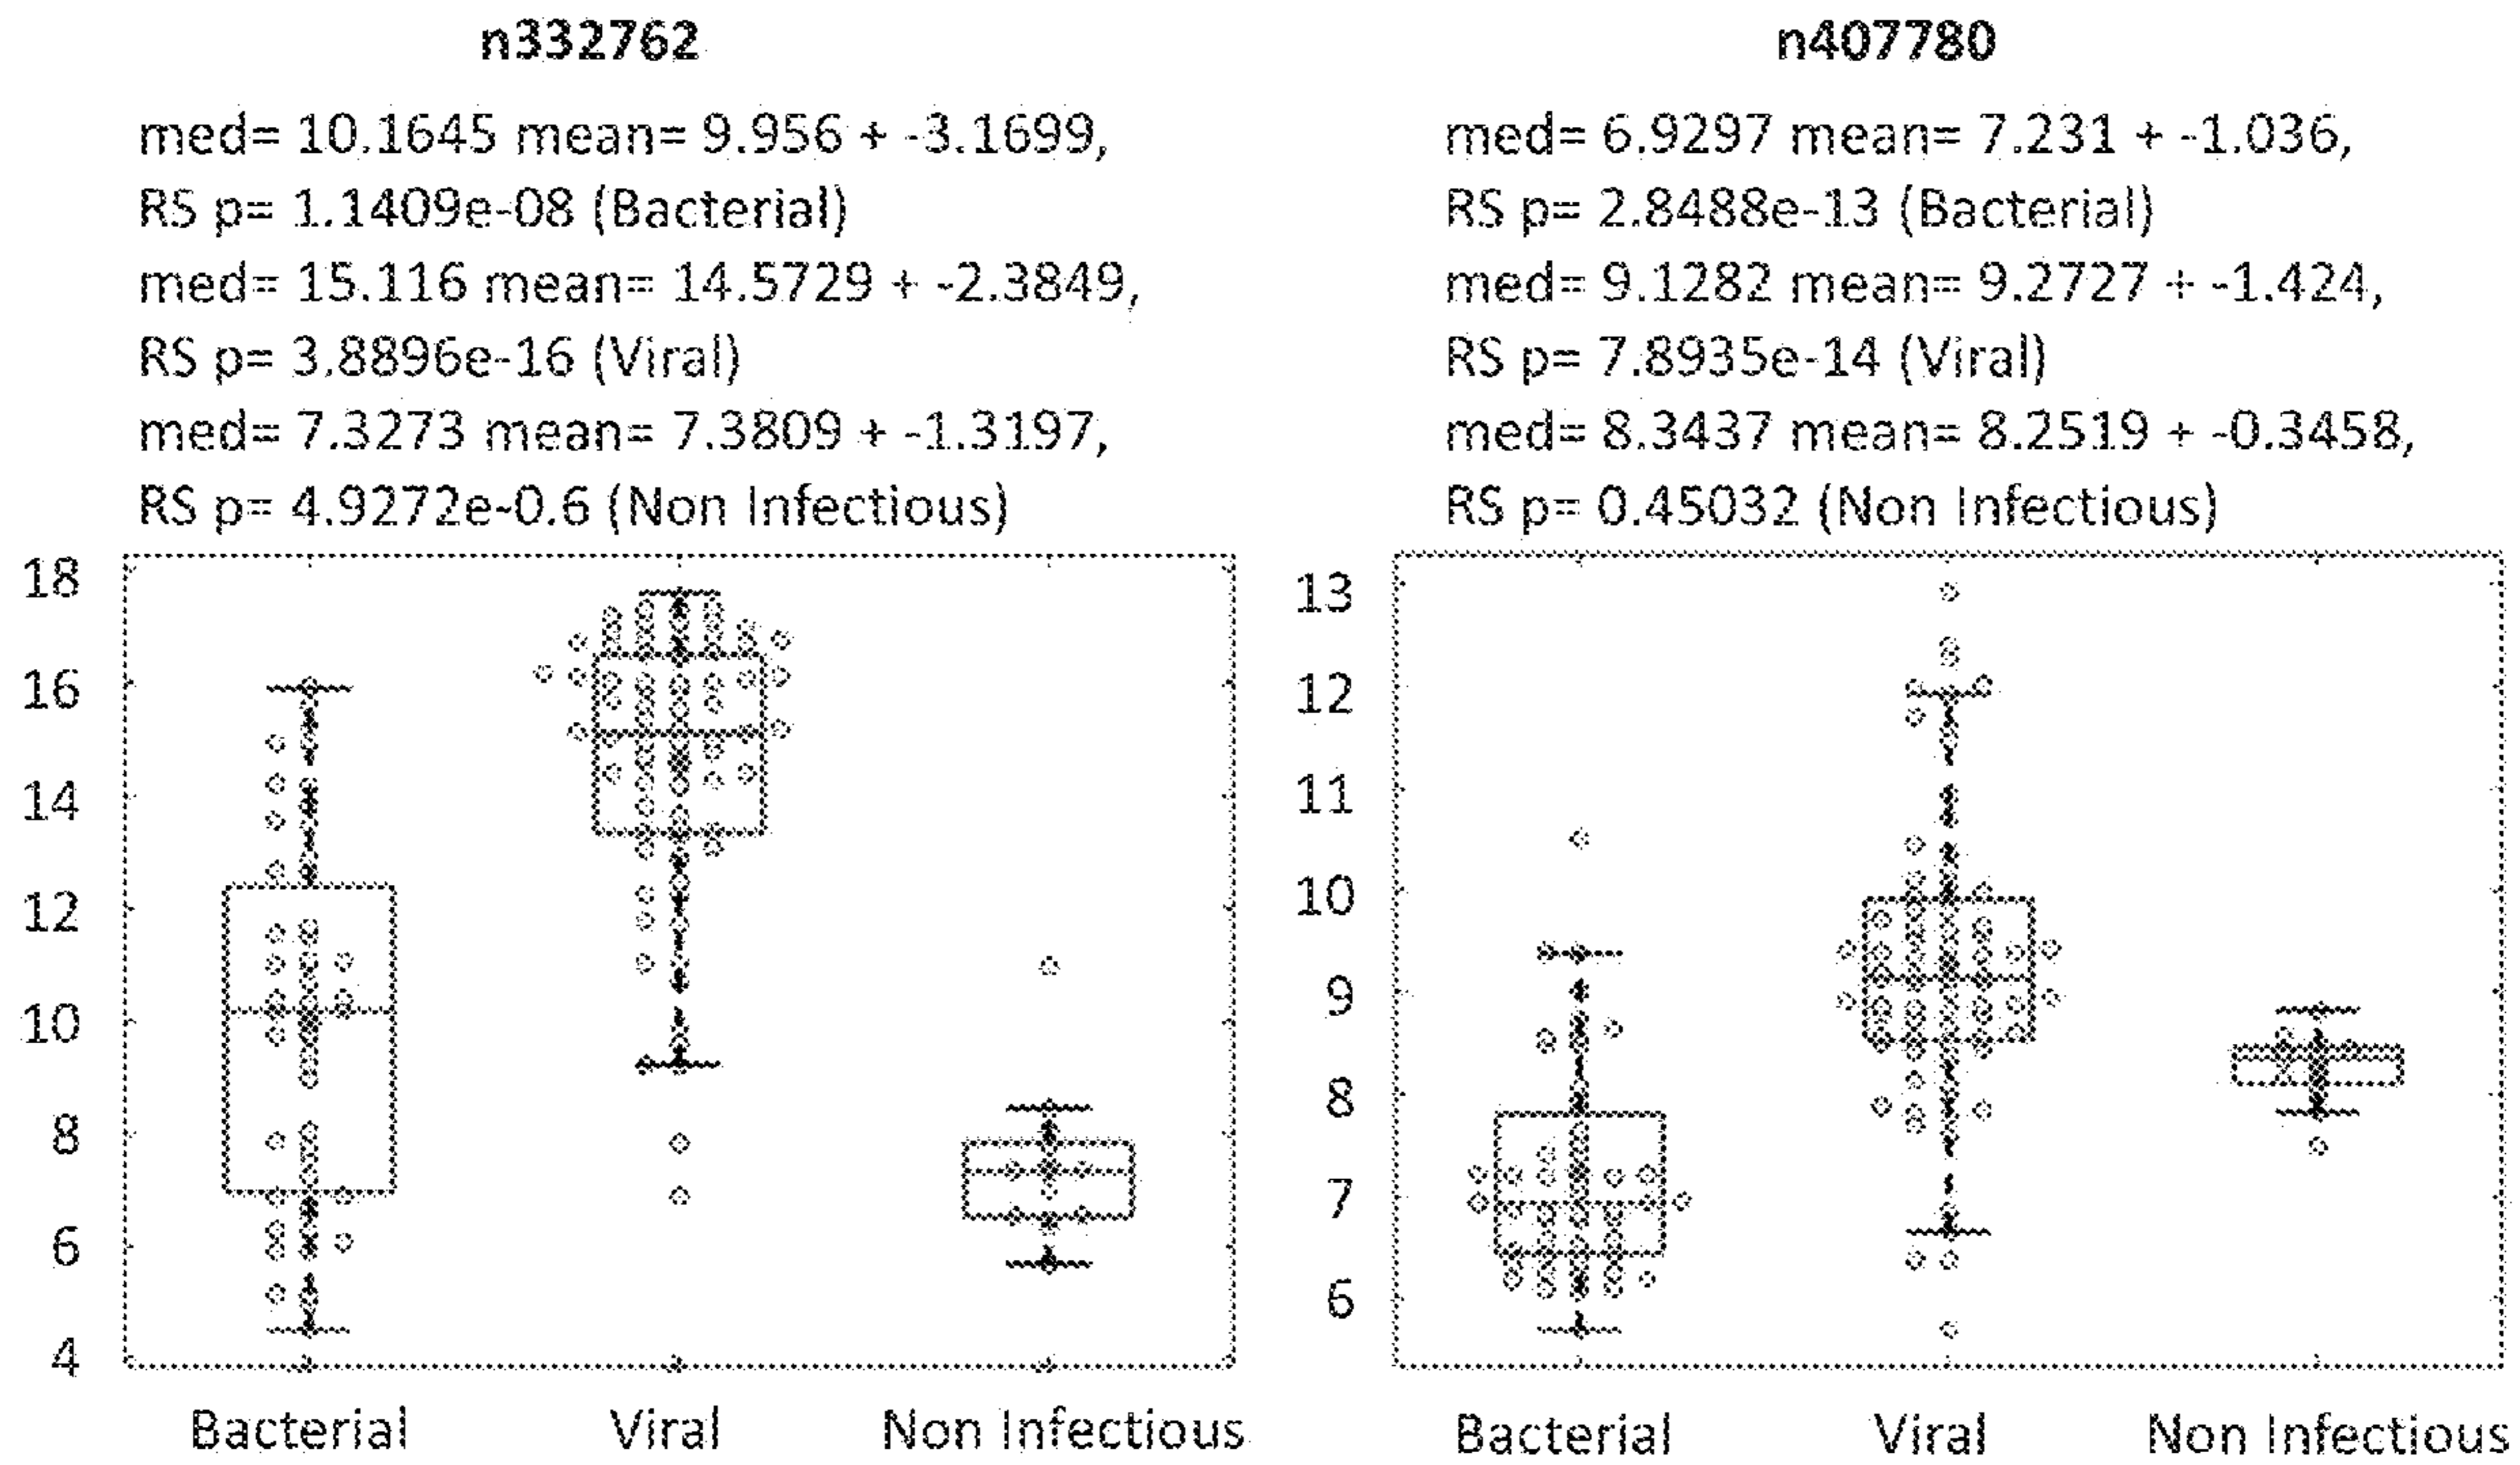 n332762
med= 10.1645 mean= 9.956 + -3.1699,
RS p= 1.1409e-08 (Bacterial)
med= 15.116 mean= 14.5729 + -2.3849,
RS p= 3.8896e-16 (Viral)
med= 7.3273 mean= 7.3809 + -1.3197,
RS p= 4.9272e-0.6 (Non Infectious)
18
16
14
12
10
8
6
4
Bacterial Viral Non Infectious
n407780
med= 6.9297 mean= 7.231 + -1.036,
RS p= 2.8488e-13 (Bacterial)
med= 9.1282 mean= 9.2727 + -1.424,
RS p= 7.8935e-14 (Viral)
med= 8.3437 mean= 8.2519 + -0.3458,
RS p= 0.45032 (Non Infectious)
13
12
11
10
9
8
7
6
Bacterial Viral Non Infectious